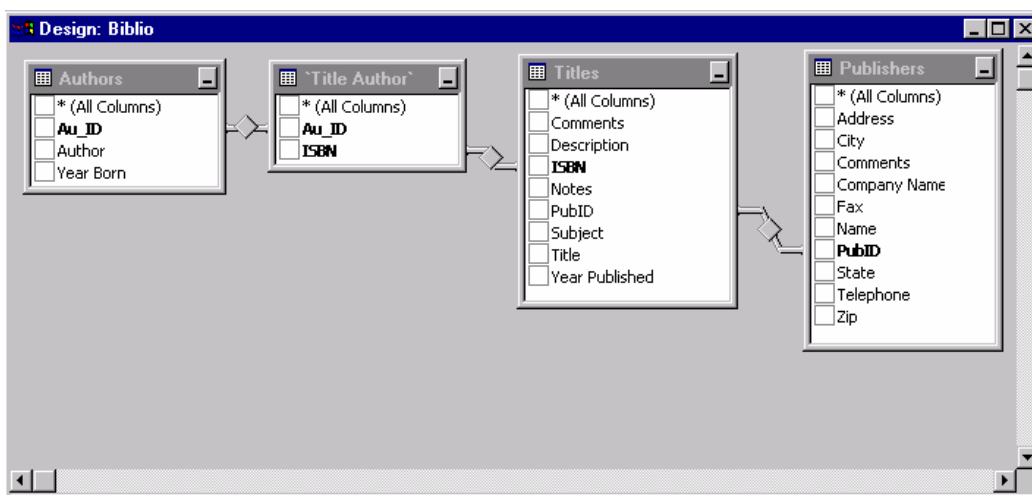 Design: Biblio
Authors
* (All Columns)
Au_ID
Author
Year Born
`Title Author`
* (All Columns)
Au_ID
ISBN
Titles
* (All Columns)
Comments
Description
ISBN
Notes
PubID
Subject
Title
Year Published
Publishers
* (All Columns)
Address
City
Comments
Company Name
Fax
Name
PubID
State
Telephone
Zip